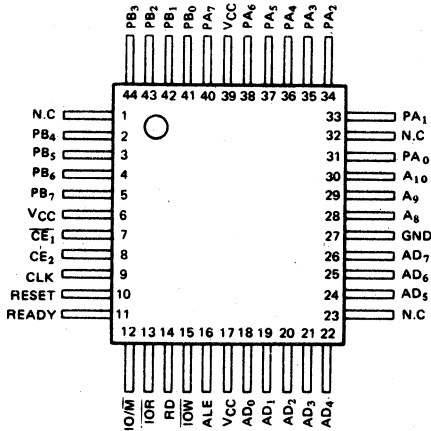 PB3 PB2 PB1 PB0 PA7 VCC PA6 PA5 PA4 PA3 PA2
44 43 42 41 40 39 38 37 36 35 34
N.C 1 33 PA1
PB4 2 32 N.C
PB5 3 31 PA0
PB6 4 30 A10
PB7 5 29 A9
VCC 6 28 A8
CE1 7 27 GND
CE2 8 26 AD7
CLK 9 25 AD6
RESET 10 24 AD5
READY 11 23 N.C
12 13 14 15 16 17 18 19 20 21 22
IO/M IOR RD IOW ALE VCC AD0 AD1 AD2 AD3 AD4